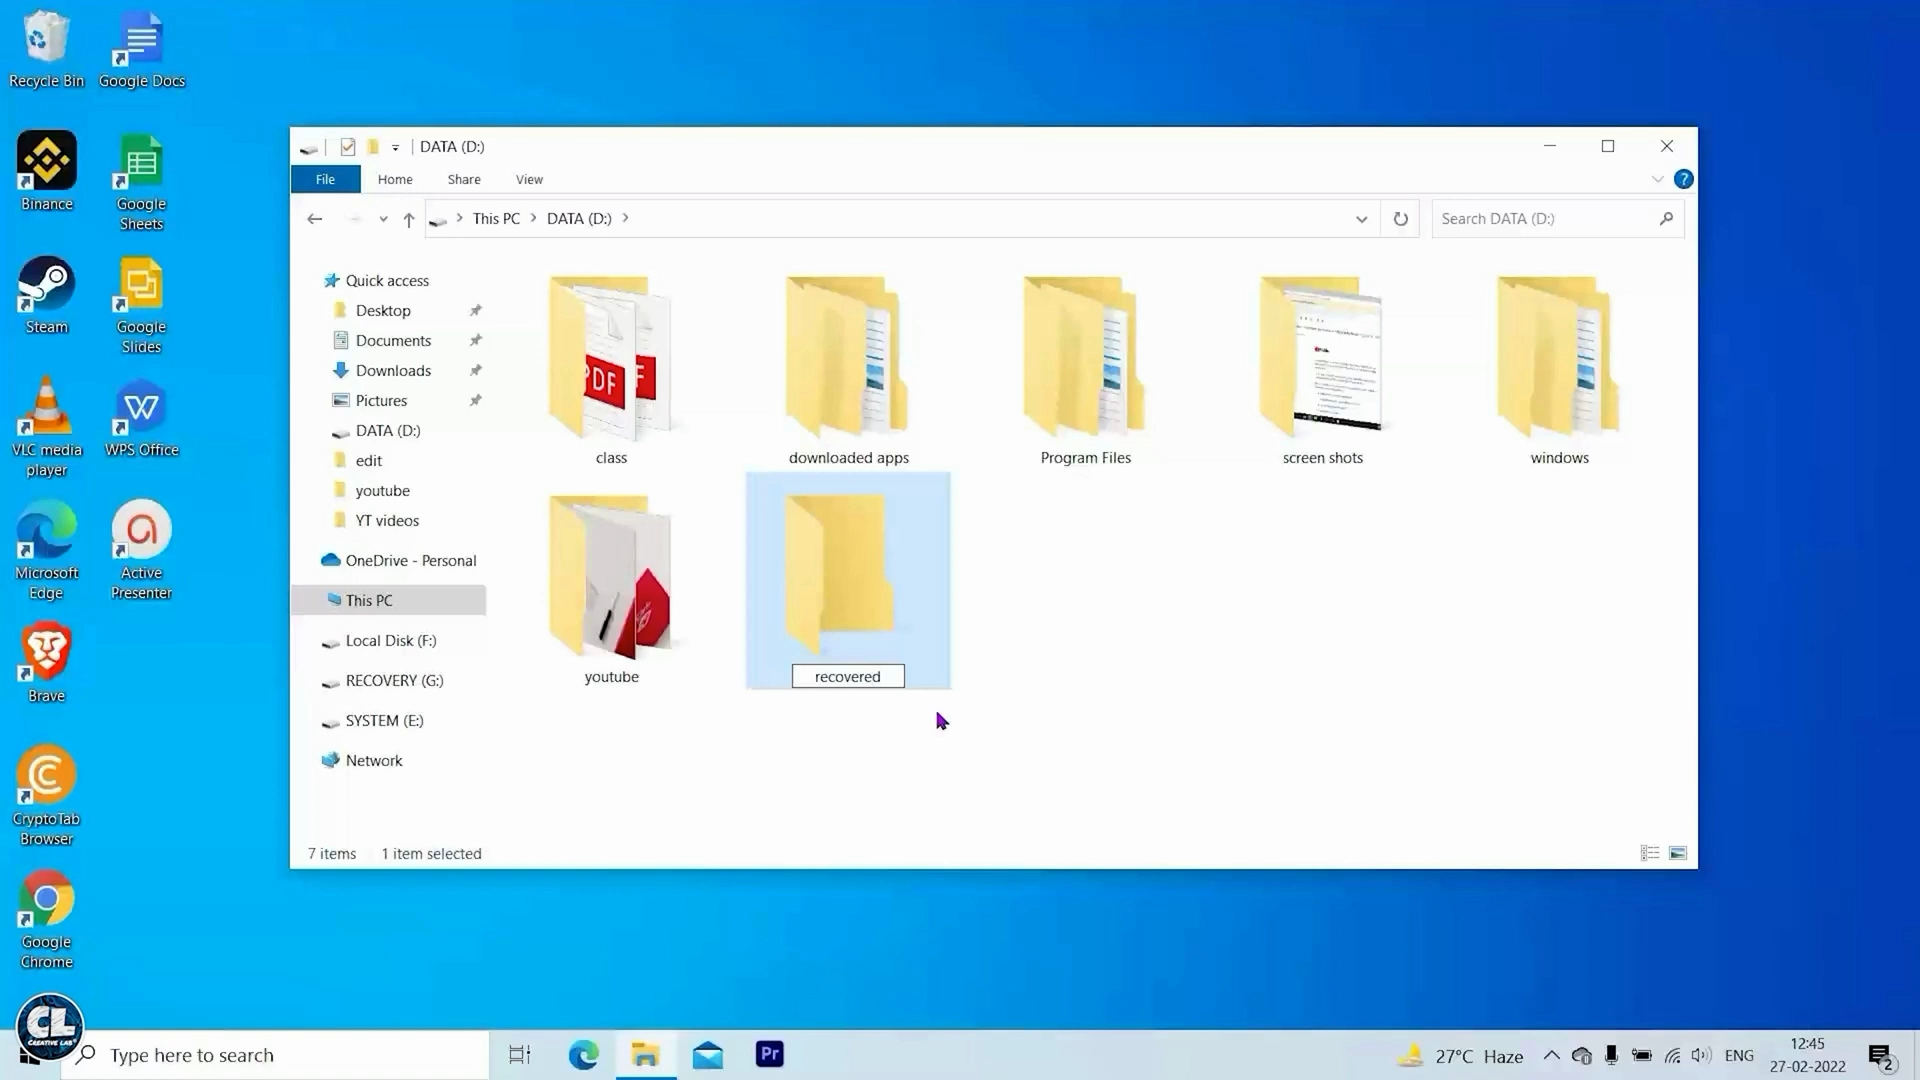 Recycle Bin
Google Docs
Binance
Google
Sheets
Steam
Google
Slides
VLC media
player
WPS Office
Microsoft
Edge
Active
Presenter
Brave
CryptoTab
Browser
Google
Chrome
DATA (D:)
File
Home
Share
View
?
This PC
DATA (D:)
Search DATA (D:)
Quick access
Desktop
Documents
Downloads
Pictures
DATA (D:)
edit
youtube
YT videos
OneDrive - Personal
This PC
Local Disk (F:)
RECOVERY (G:)
SYSTEM (E:)
Network
PDF
F
class
downloaded apps
Program Files
screen shots
windows
youtube
recovered
7 items
1 item selected
CL
CREATIVE LAB
Type here to search
Pr
27°C Haze
ENG
12:45
27-02-2022
2